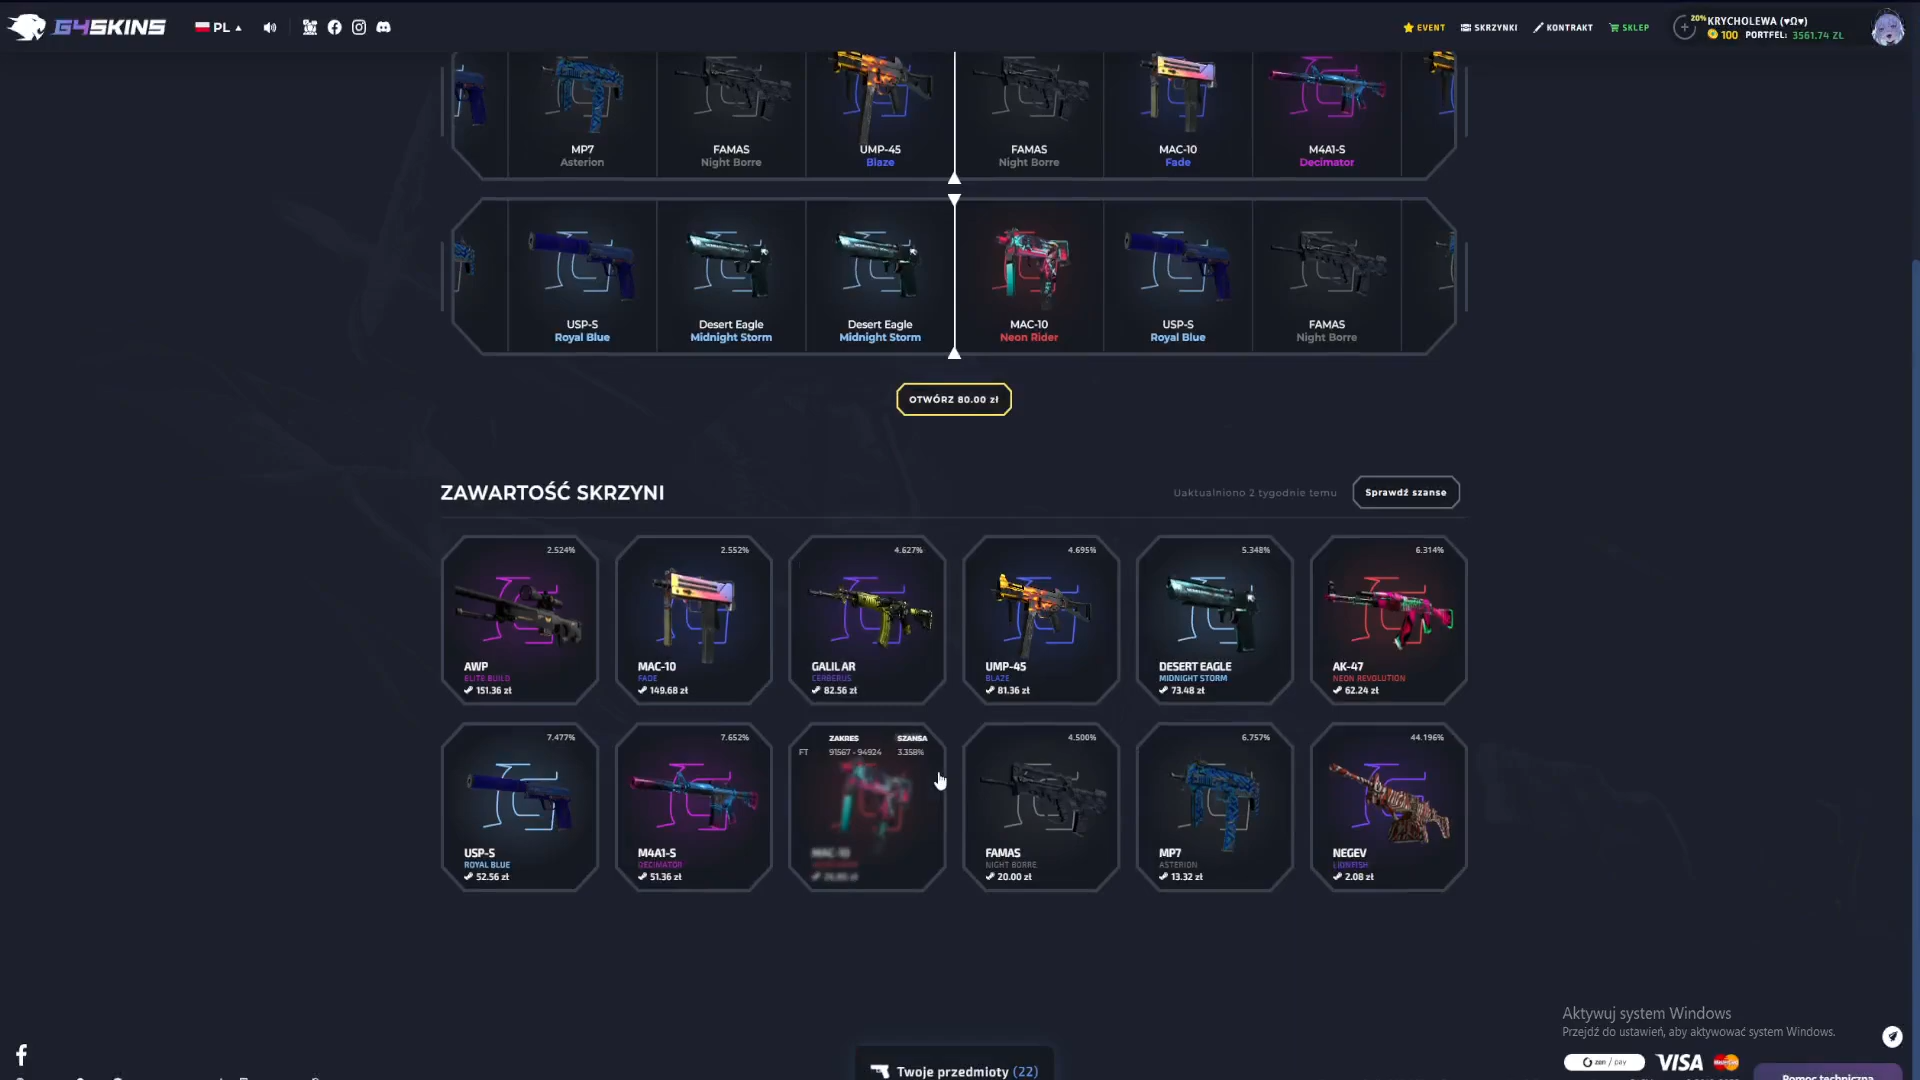 G4SKINS
PL
EVENT
SKRZYNKI
KONTRAKT
SKLEP
20%
KRYCHOLEWA (♥Ω♥)
100 PORTFEL: 3561.74 ZŁ
MP7
Asterion
FAMAS
Night Borre
UMP-45
Blaze
FAMAS
Night Borre
MAC-10
Fade
M4A1-S
Decimator
USP-S
Royal Blue
Desert Eagle
Midnight Storm
Desert Eagle
Midnight Storm
MAC-10
Neon Rider
USP-S
Royal Blue
FAMAS
Night Borre
OTWÓRZ 80.00 zł
ZAWARTOŚĆ SKRZYNI
Uaktualniono 2 tygodnie temu
Sprawdź szanse
2.524%
AWP
ELITE BUILD
151.36 zł
2.552%
MAC-10
FADE
149.68 zł
4.627%
GALIL AR
CERBERUS
82.56 zł
4.695%
UMP-45
BLAZE
81.36 zł
5.348%
DESERT EAGLE
MIDNIGHT STORM
73.48 zł
6.314%
AK-47
NEON REVOLUTION
62.24 zł
7.477%
USP-S
ROYAL BLUE
52.56 zł
7.652%
M4A1-S
DECIMATOR
51.36 zł
ZAKRES SZANSA
FT 91567 - 94924 3.358%
MAC-10
4.500%
FAMAS
NIGHT BORRE
20.00 zł
6.757%
MP7
ASTERION
13.32 zł
44.196%
NEGEV
LIONFISH
2.08 zł
Aktywuj system Windows
Przejdź do ustawień, aby aktywować system Windows.
zen / pay
VISA
Twoje przedmioty (22)
Pomoc techniczna